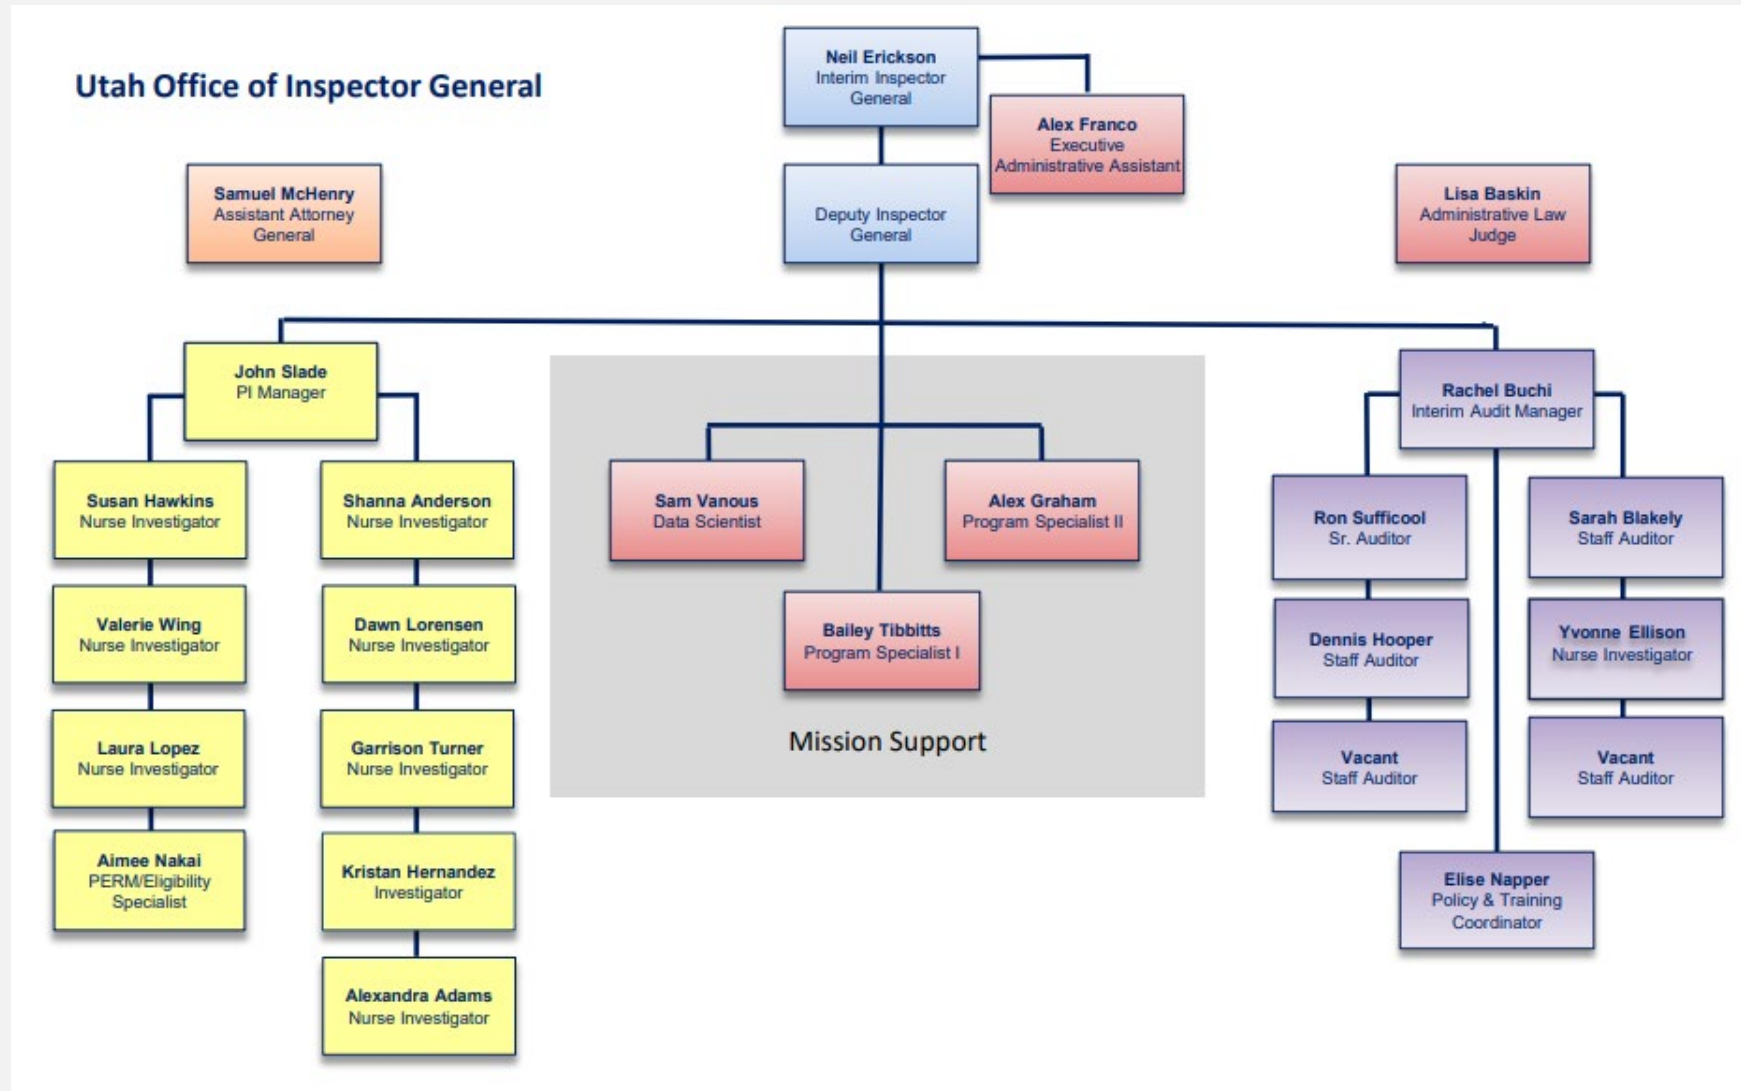 Utah Office of Inspector General
Neil Erickson
Interim Inspector
General
Alex Franco
Executive
Administrative Assistant
Samuel McHenry
Assistant Attorney
General
Deputy Inspector
General
Lisa Baskin
Administrative Law
Judge
John Slade
PI Manager
Susan Hawkins
Nurse Investigator
Valerie Wing
Nurse Investigator
Laura Lopez
Nurse Investigator
Aimee Nakai
PERM/Eligibility
Specialist
Shanna Anderson
Nurse Investigator
Dawn Lorensen
Nurse Investigator
Garrison Turner
Nurse Investigator
Kristan Hernandez
Investigator
Alexandra Adams
Nurse Investigator
Sam Vanous
Data Scientist
Alex Graham
Program Specialist II
Bailey Tibbitts
Program Specialist I
Mission Support
Rachel Buchi
Interim Audit Manager
Ron Sufficool
Sr. Auditor
Dennis Hooper
Staff Auditor
Vacant
Staff Auditor
Sarah Blakely
Staff Auditor
Yvonne Ellison
Nurse Investigator
Vacant
Staff Auditor
Elise Napper
Policy & Training
Coordinator